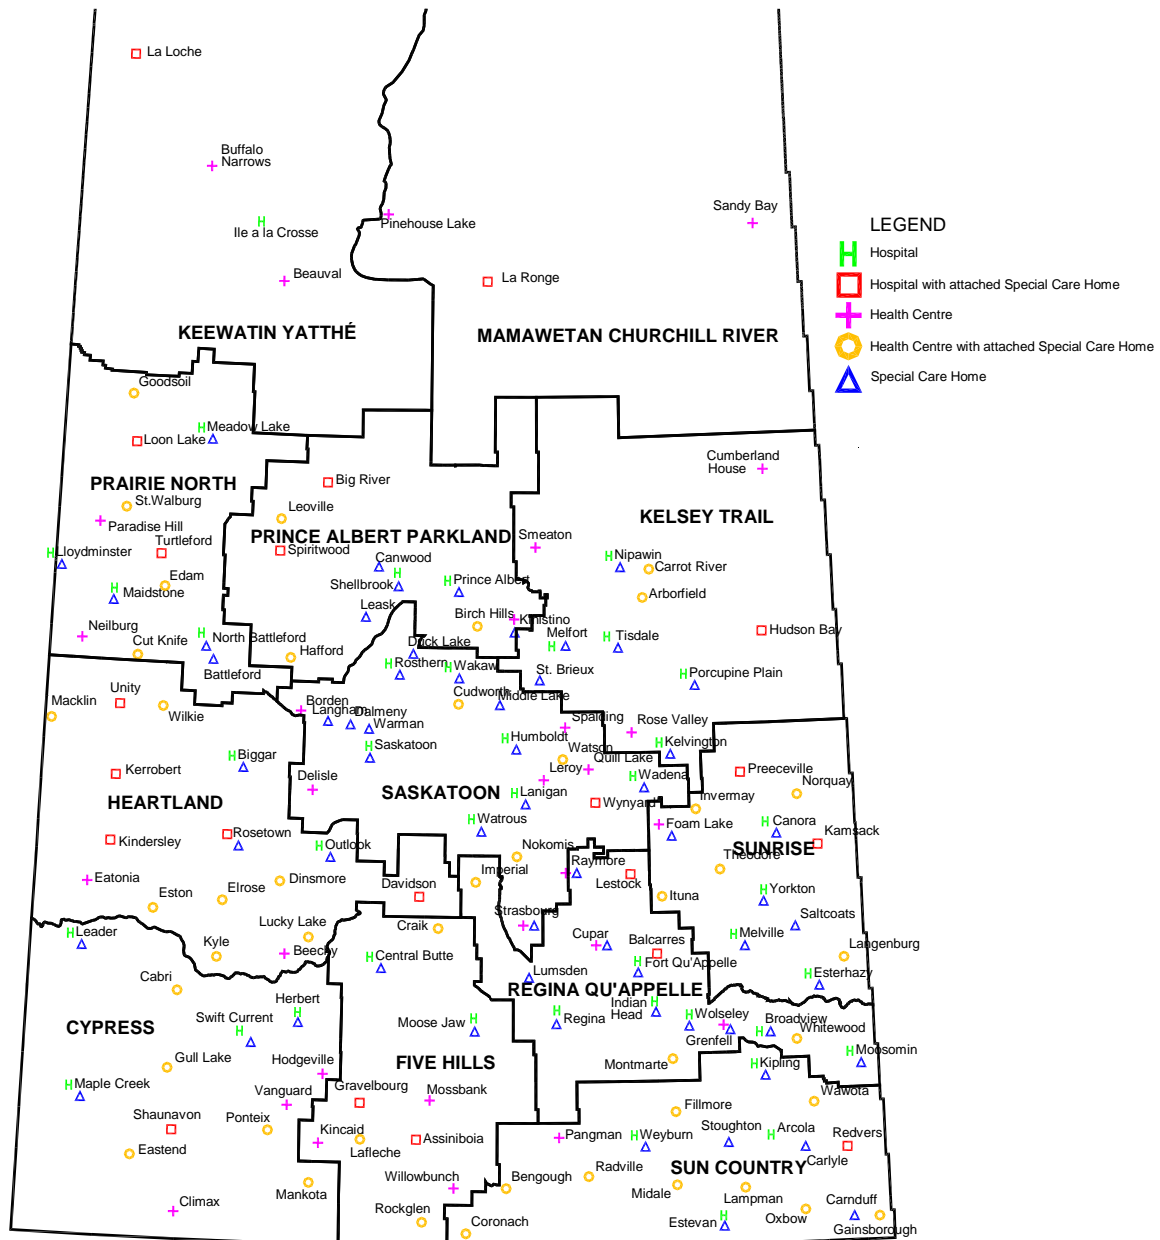 La Loche
Buffalo
Narrows
Ile a la Crosse
Beauval
Pinehouse Lake
Sandy Bay
La Ronge
KEEWATIN YATTHÉ
MAMAWETAN CHURCHILL RIVER
LEGEND
Hospital
Hospital with attached Special Care Home
Health Centre
Health Centre with attached Special Care Home
Special Care Home
Goodsoil
Meadow Lake
Loon Lake
PRAIRIE NORTH
St.Walburg
Paradise Hill
Turtleford
Lloydminster
Edam
Maidstone
Neilburg
Cut Knife
North Battleford
Battleford
Big River
Leoville
PRINCE ALBERT PARKLAND
Spiritwood
Canwood
Shellbrook
Prince Albert
Leask
Birch Hills
Kinistino
Hafford
Duck Lake
Cumberland
House
KELSEY TRAIL
Smeaton
Nipawin
Carrot River
Arborfield
Hudson Bay
Melfort
Tisdale
Porcupine Plain
St. Brieux
Rose Valley
Kelvington
Macklin
Unity
Wilkie
Biggar
Kerrobert
HEARTLAND
Kindersley
Rosetown
Outlook
Eatonia
Eston
Elrose
Dinsmore
Davidson
Lucky Lake
Kyle
Beechy
Rosthern
Wakaw
Cudworth
Middle Lake
Borden
Langham
Dalmeny
Warman
Saskatoon
Delisle
SASKATOON
Humboldt
Spalding
Watson
Quill Lake
Leroy
Lanigan
Wynyard
Wadena
Watrous
Nokomis
Imperial
Strasbourg
Invermay
Preeceville
Norquay
Foam Lake
Canora
Kamsack
SUNRISE
Theodore
Ituna
Yorkton
Saltcoats
Melville
Langenburg
Esterhazy
Raymore
Lestock
Cupar
Balcarres
Fort Qu'Appelle
Lumsden
REGINA QU'APPELLE
Regina
Indian
Head
Wolseley
Grenfell
Broadview
Whitewood
Moosomin
Montmarte
Leader
Cabri
CYPRESS
Swift Current
Herbert
Gull Lake
Hodgeville
Maple Creek
Vanguard
Shaunavon
Ponteix
Eastend
Climax
Mankota
Craik
Central Butte
Moose Jaw
FIVE HILLS
Gravelbourg
Mossbank
Kincaid
Lafleche
Assiniboia
Willowbunch
Rockglen
Coronach
Kipling
Wawota
Fillmore
Pangman
Weyburn
Stoughton
Arcola
Redvers
Carlyle
SUN COUNTRY
Bengough
Radville
Midale
Lampman
Estevan
Oxbow
Carnduff
Gainsborough